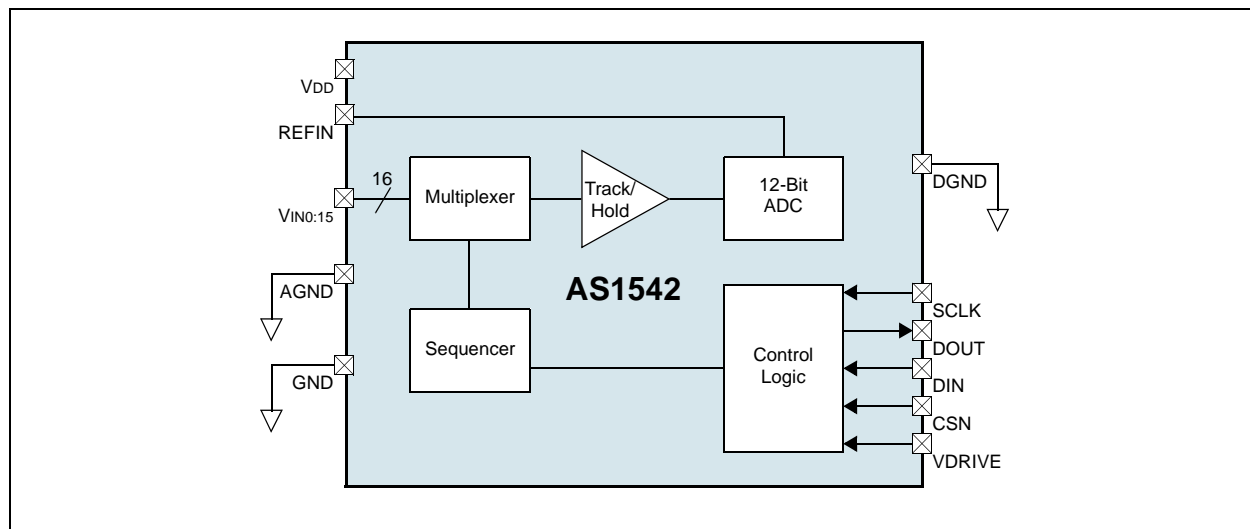 VDD
REFIN
16
VIN0:15
Multiplexer
Track/
Hold
12-Bit
ADC
DGND
AGND
AS1542
GND
Sequencer
Control
Logic
SCLK
DOUT
DIN
CSN
VDRIVE